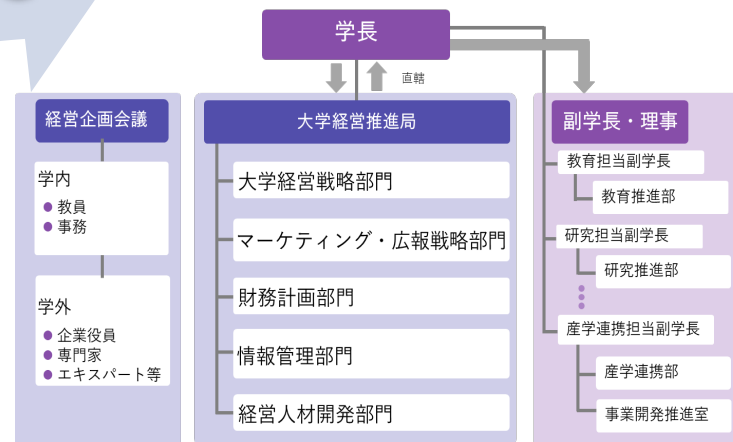 学長
直轄
経営企画会議
学内
教員
事務
学外
企業役員
専門家
エキスパート等
大学経営推進局
大学経営戦略部門
マーケティング・広報戦略部門
財務計画部門
情報管理部門
経営人材開発部門
副学長・理事
教育担当副学長
教育推進部
研究担当副学長
研究推進部
産学連携担当副学長
産学連携部
事業開発推進室